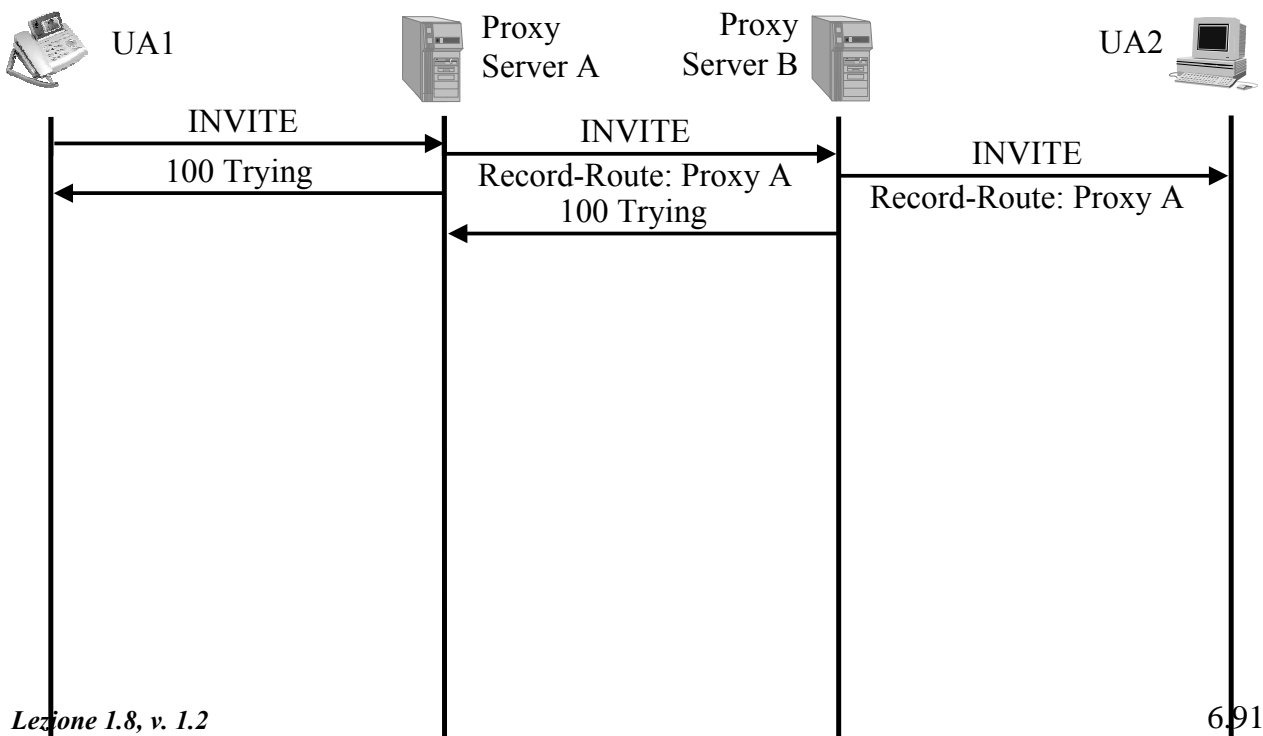 UA1
Proxy
Server A
Proxy
Server B
UA2
INVITE
100 Trying
INVITE
Record-Route: Proxy A
100 Trying
INVITE
Record-Route: Proxy A
Lezione 1.8, v. 1.2
6.91